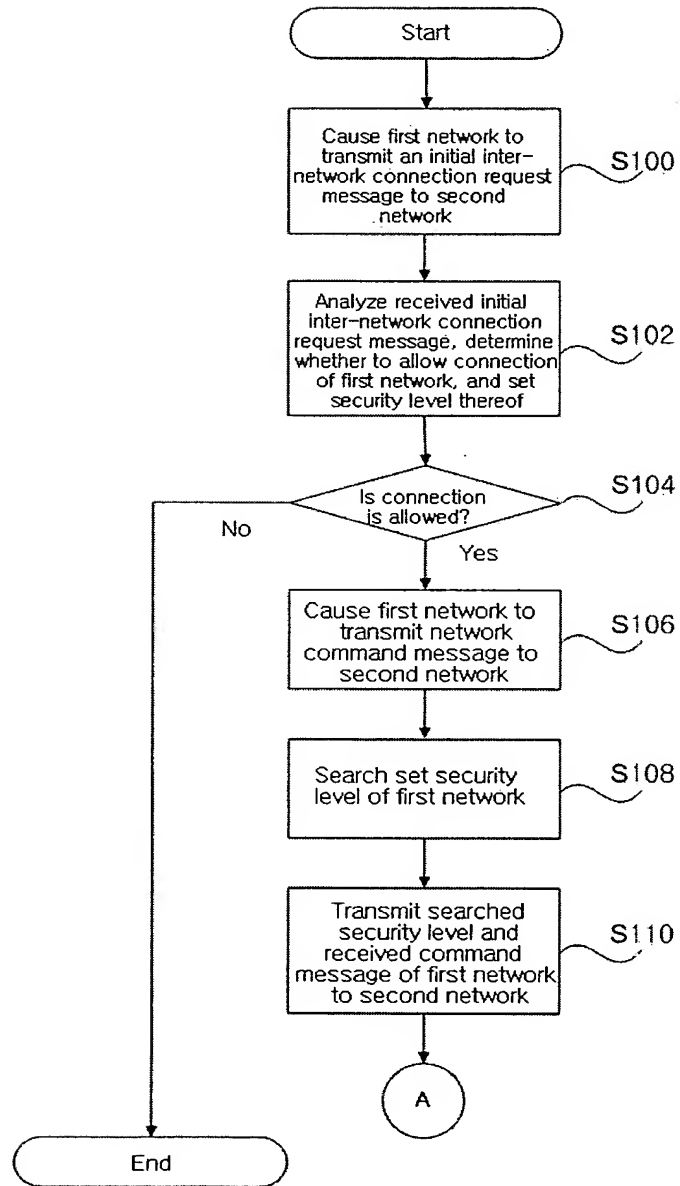 Start
Cause first network to
transmit an initial inter-
network connection request
message to second
network
S100
Analyze received initial
inter-network connection
request message, determine
whether to allow connection
of first network, and set
security level thereof
S102
Is connection
is allowed?
S104
No
Yes
Cause first network to
transmit network
command message to
second network
S106
Search set security
level of first network
S108
Transmit searched
security level and
received command
message of first network
to second network
S110
A
End